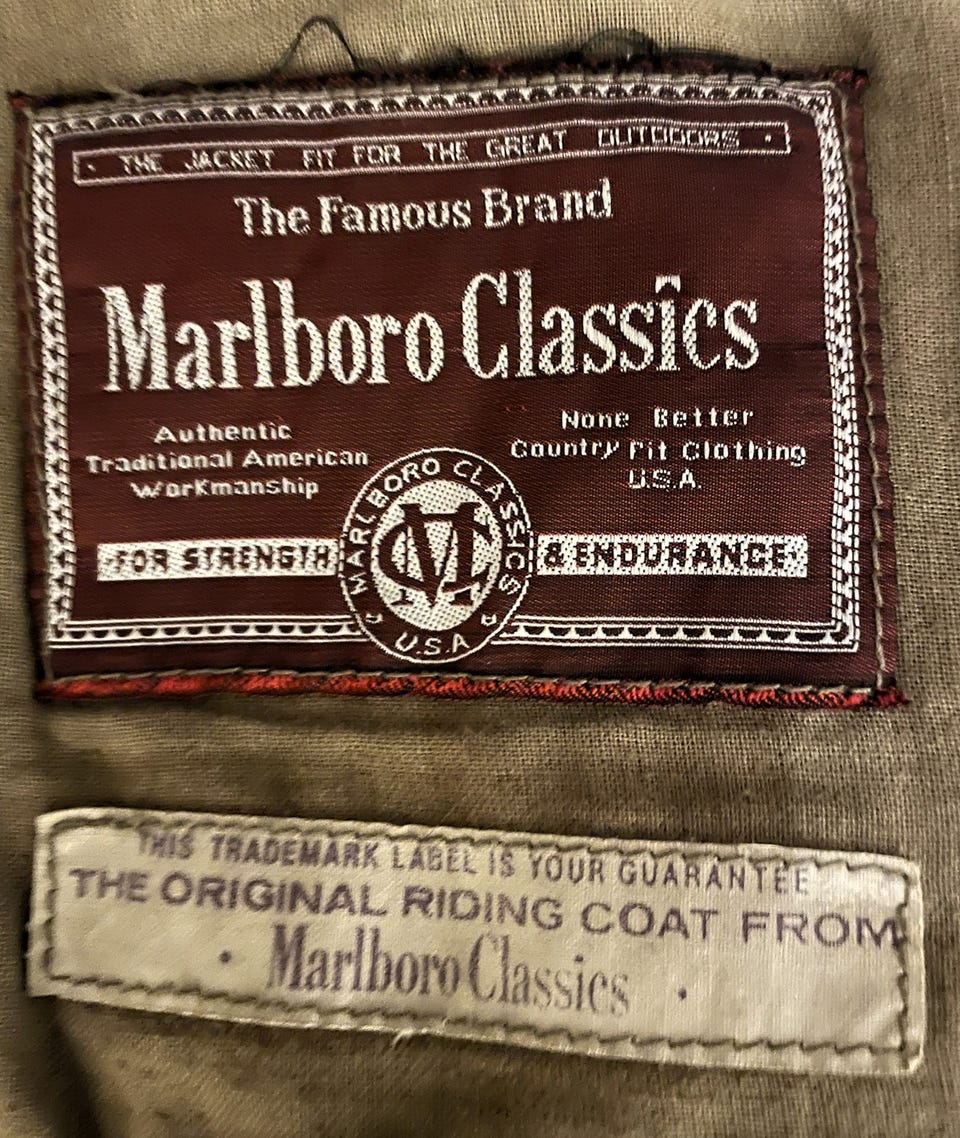 · THE JACKET FIT FOR THE GREAT OUTDOORS ·
The Famous Brand
Marlboro Classics
Authentic
Traditional American
Workmanship
None Better
Country Fit Clothing
U.S.A.
·FOR STRENGTH
& ENDURANCE·
MARLBORO CLASSICS
MC
U.S.A
THIS TRADEMARK LABEL IS YOUR GUARANTEE
THE ORIGINAL RIDING COAT FROM
· Marlboro Classics ·